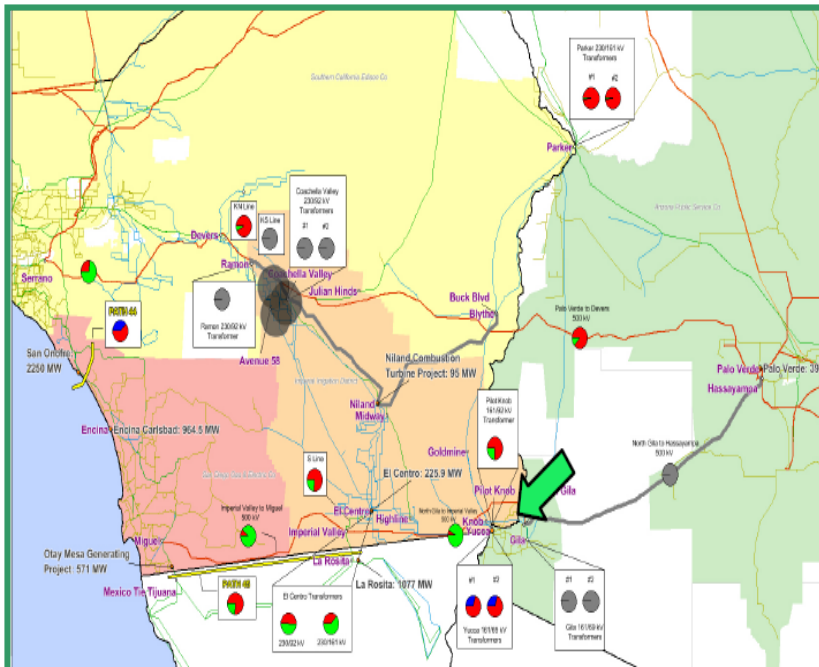 Southern California Edison Co
Parker 230/161 kV
Transformers
#1 #2
Parker
Arizona Public Service Co.
Coachella Valley
230/92 kV
Transformers
#1
KN Line
KS Line
Devers
Ramon
Coachella Valley
Julian Hinds
Serrano
PATH 44
Ramon 230/92 kV
Transformer
Avenue 58
Buck Blvd
Blythe
Palo Verde to Devers
500 kV
San Onofre
2250 MW
Niland Combustion
Turbine Project: 95 MW
Imperial Irrigation District
Palo Verde
Palo Verde: 39
Hassayampa
Niland
Midway
Pilot Knob
161/92 kV
Transformer
Encina
Encina Carlsbad: 964.5 MW
Goldmine
North Gila to Hassayampa
500 kV
S Line
El Centro: 225.9 MW
Pilot Knob
Gila
Imperial Valley to Miguel
500 kV
El Centro
Highline
North Gila to Imperial Valley
500 kV
Knob
Yucca
Imperial Valley
Gila
Miguel
Otay Mesa Generating
Project: 571 MW
La Rosita
Mexico Tie Tijuana
PATH 45
La Rosita: 1077 MW
El Centro Transformers
230/92 kV
230/161 kV
#1
Yucca 161/69 kV
Transformers
#1
Gila 161/69 kV
Transformers